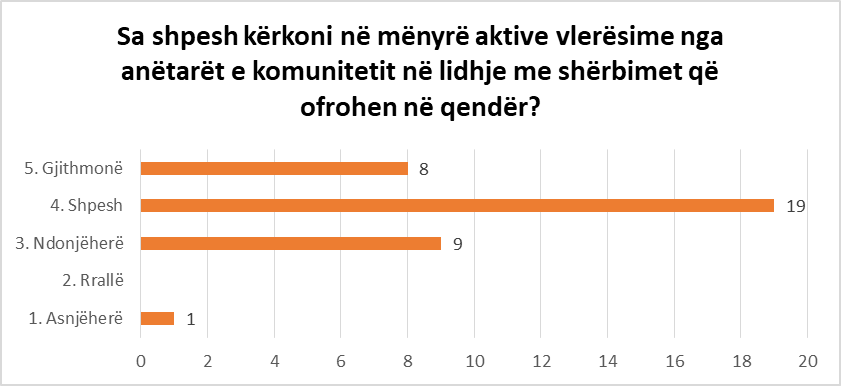 Sa shpesh kërkoni në mënyrë aktive vlerësime nga
anëtarët e komunitetit në lidhje me shërbimet që
ofrohen në qendër?
5. Gjithmonë
8
4. Shpesh
19
3. Ndonjëherë
9
2. Rrallë
1. Asnjëherë
1
0 2 4 6 8 10 12 14 16 18 20